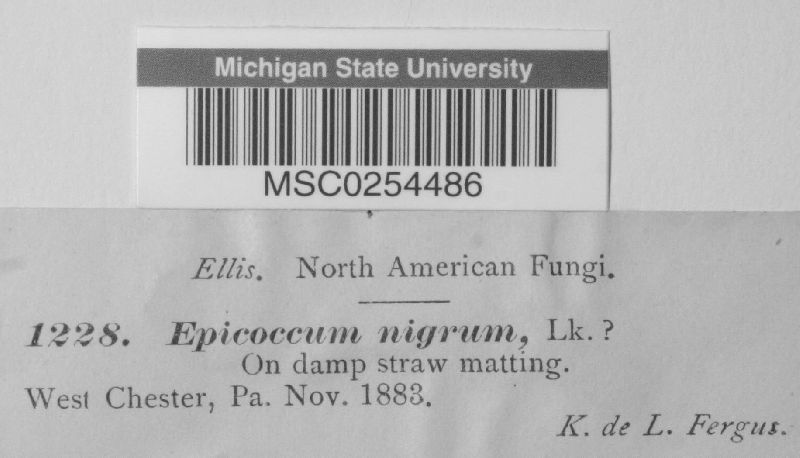 Michigan State University
MSC0254486
Ellis. North American Fungi.
1228. Epicoccum nigrum, Lk. ?
On damp straw matting.
West Chester, Pa. Nov. 1883.
K. de L. Fergus.